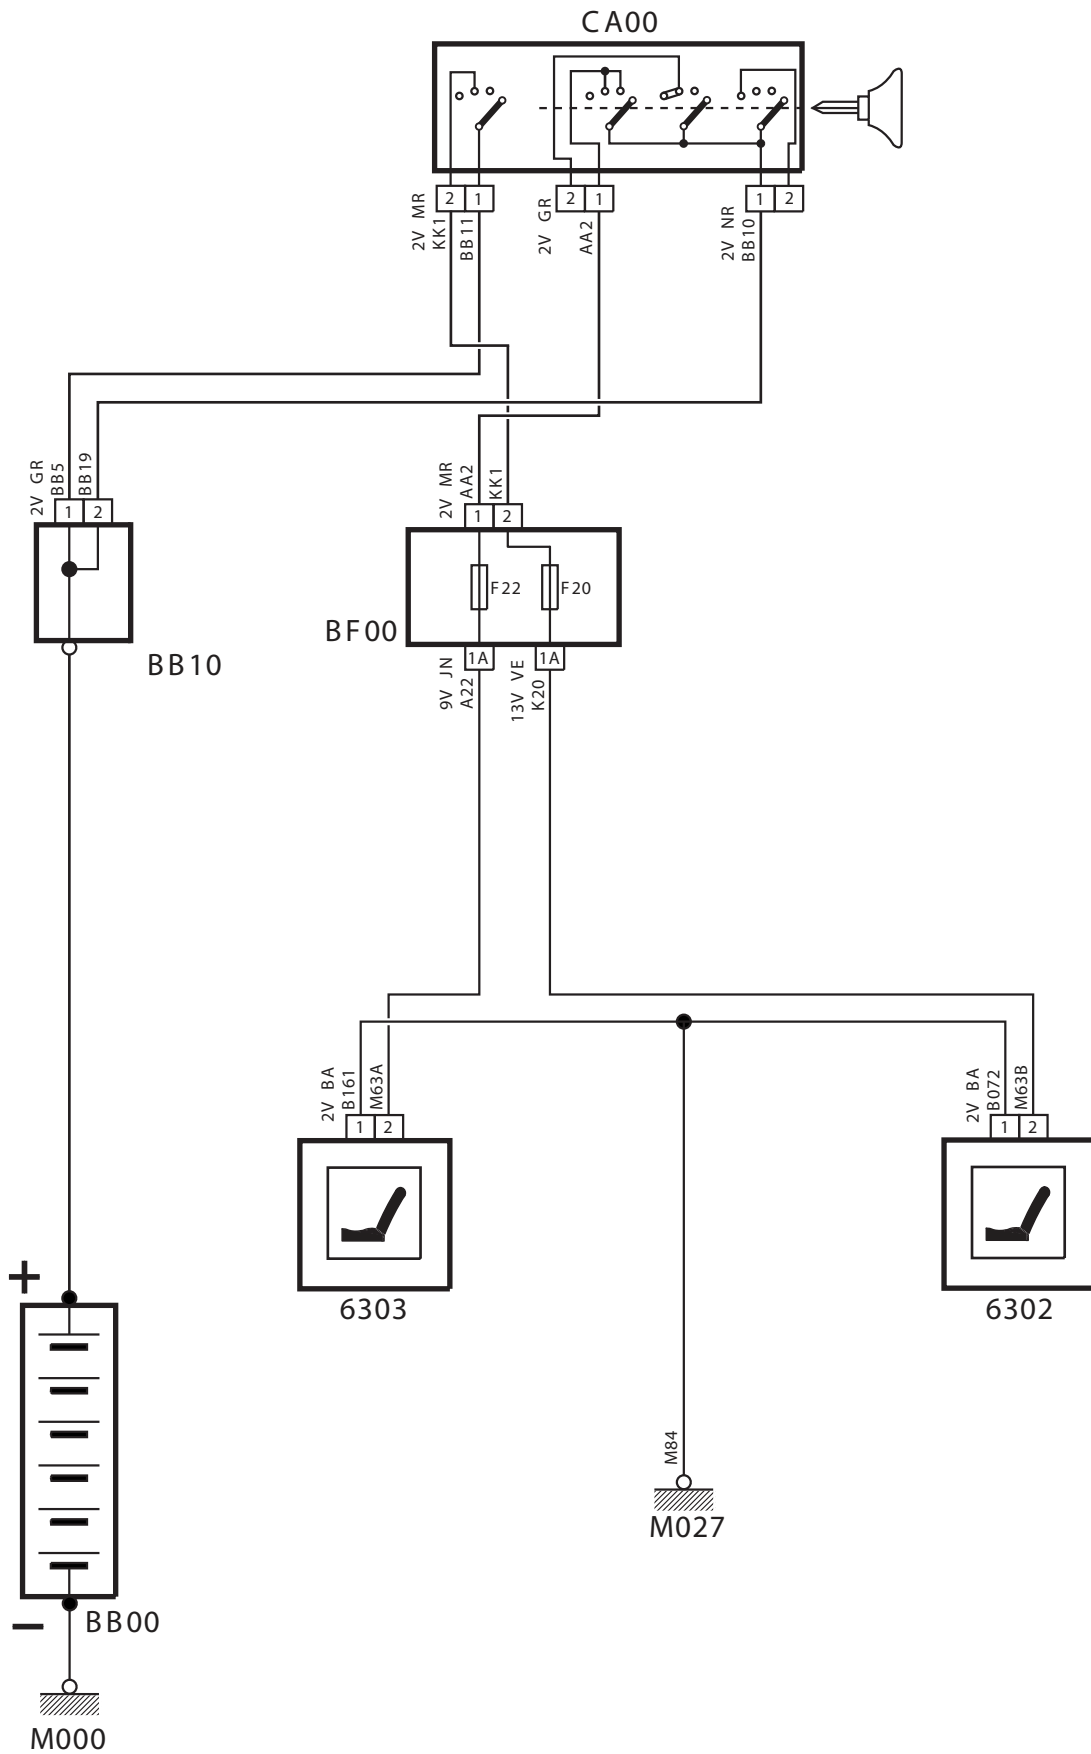 CA00
2 1
2 1
1 2
2V MR
KK1
BB11
2V GR
AA2
2V NR
BB10
2V GR
BB5
BB19
1 2
BB10
2V MR
AA2
KK1
1 2
F22
F20
BF00
1A
1A
9V JN
A22
13V VE
K20
2V BA
B161
M63A
1 2
6303
2V BA
B072
M63B
1 2
6302
M84
M027
+
−
BB00
M000